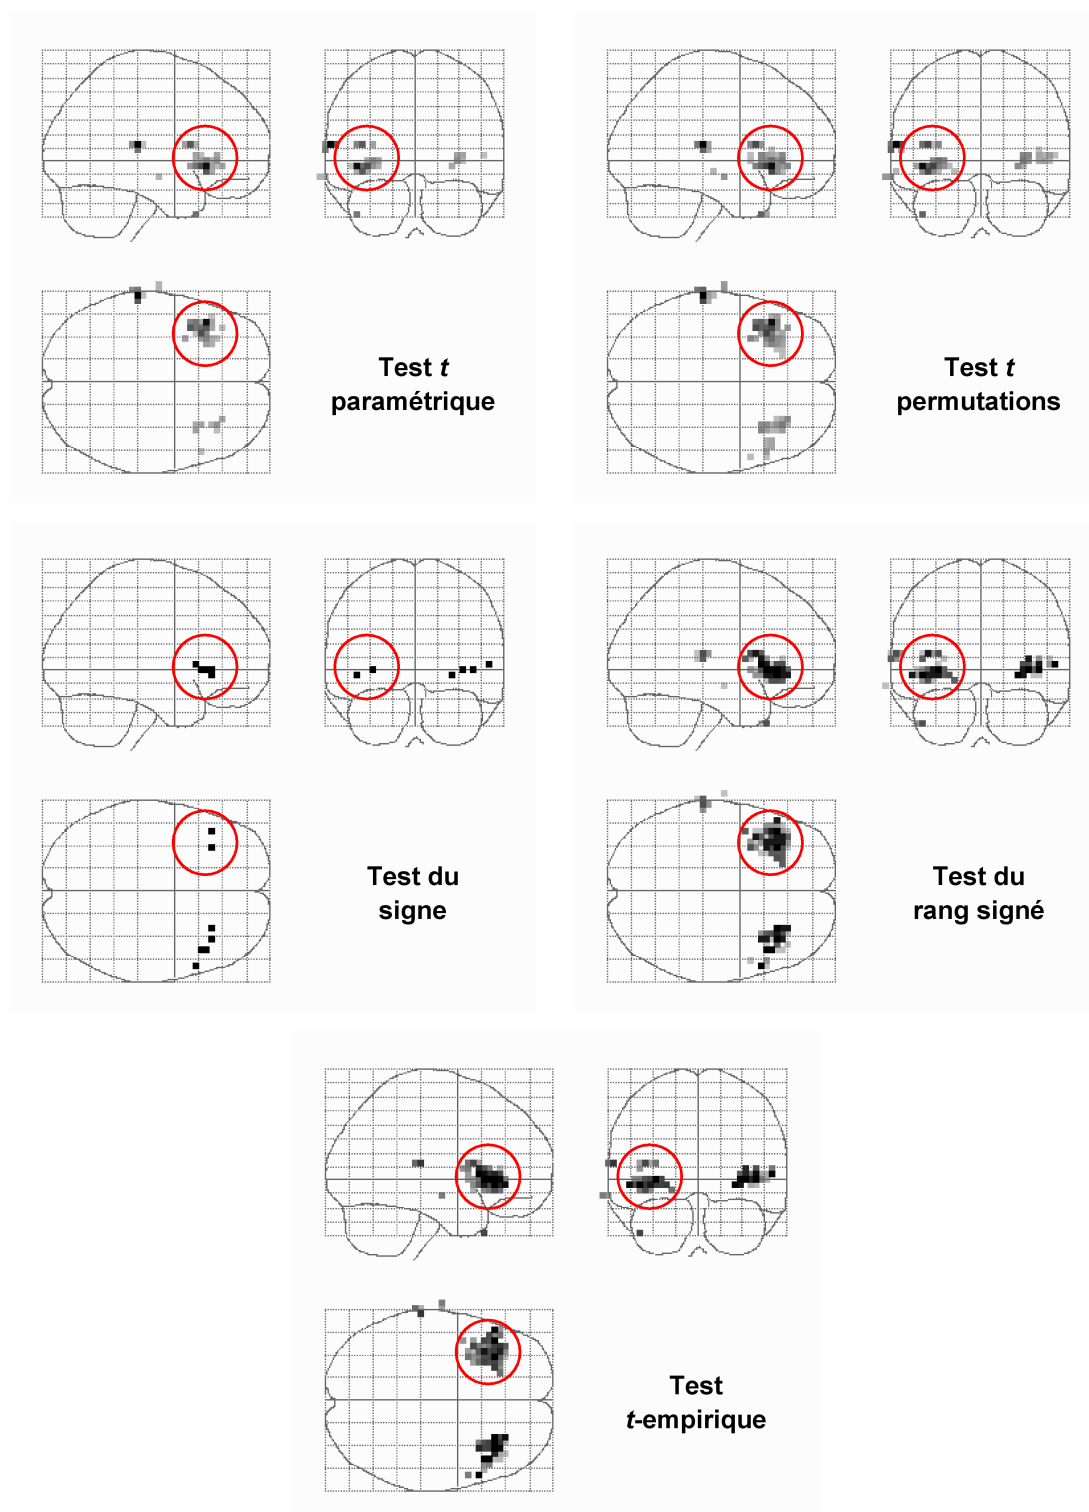 Test t
paramétrique
Test t
permutations
Test du
signe
Test du
rang signé
Test
t-empirique